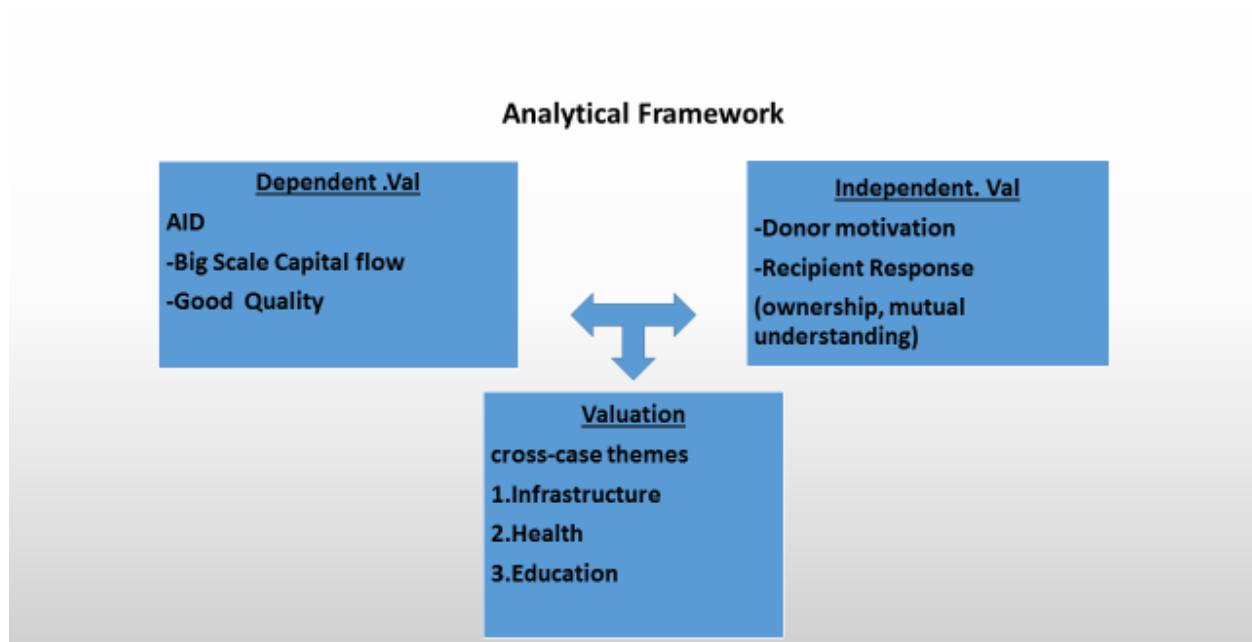 Analytical Framework
Dependent .Val
AID
-Big Scale Capital flow
-Good  Quality
Independent. Val
-Donor motivation
-Recipient Response
(ownership, mutual
understanding)
Valuation
cross-case themes
1.Infrastructure
2.Health
3.Education